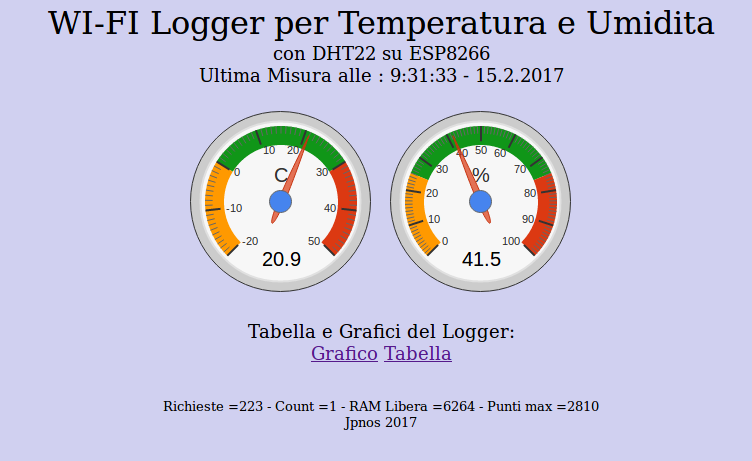 WI-FI Logger per Temperatura e Umidita
con DHT22 su ESP8266
Ultima Misura alle : 9:31:33 - 15.2.2017
C
-20
-10
0
10
20
30
40
50
20.9
%
0
10
20
30
40
50
60
70
80
90
100
41.5
Tabella e Grafici del Logger:
Grafico Tabella
Richieste =223 - Count =1 - RAM Libera =6264 - Punti max =2810
Jpnos 2017